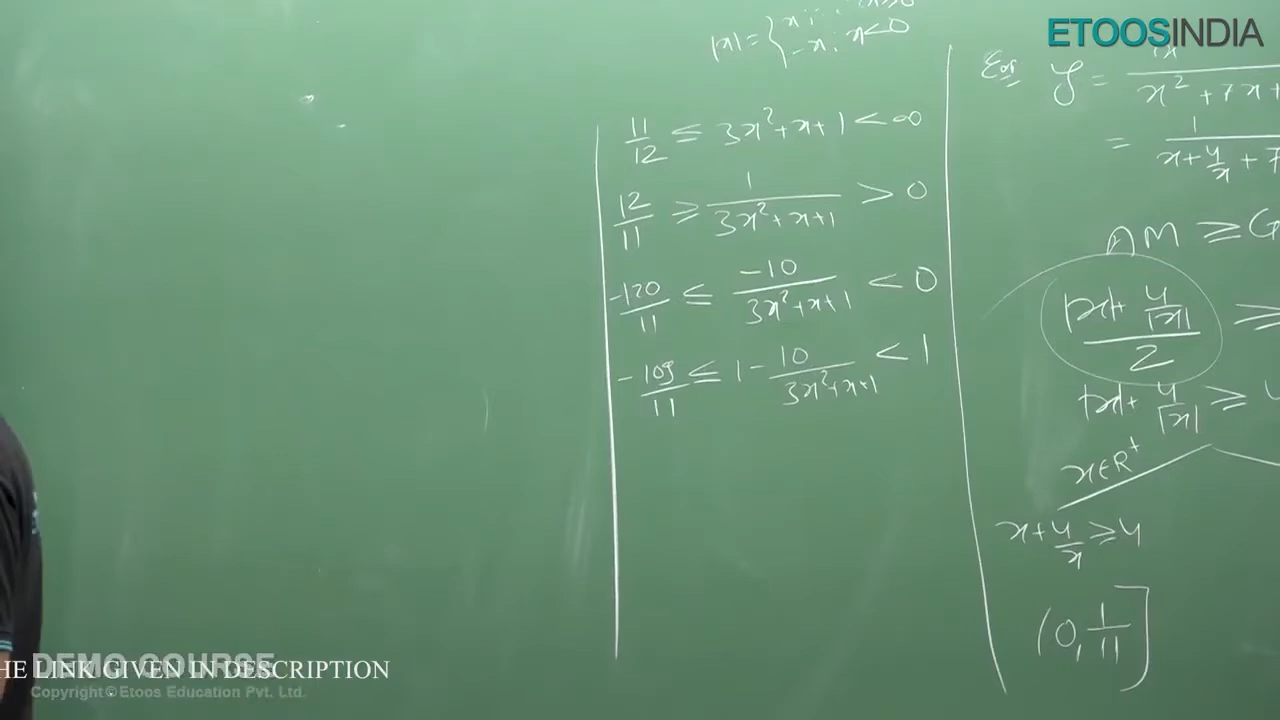 ETOOSINDIA
|x| = { x ; x ≥ 0
-x ; x < 0
11/12 ≤ 3x² + x + 1 < ∞
12/11 ≥ 1/(3x² + x + 1) > 0
-120/11 ≤ -10/(3x² + x + 1) < 0
-109/11 ≤ 1 - 10/(3x² + x + 1) < 1
y = x/(x² + 7x +
= 1/(x + 4/x + 7
AM ≥ G
(|x| + 4/|x|)/2 ≥
|x| + 4/|x| ≥ 4
x ∈ R⁺
x + 4/x ≥ 4
(0, 1/11]
HE LINK GIVEN IN DESCRIPTION
DEMO COURSE
Copyright © Etoos Education Pvt. Ltd.